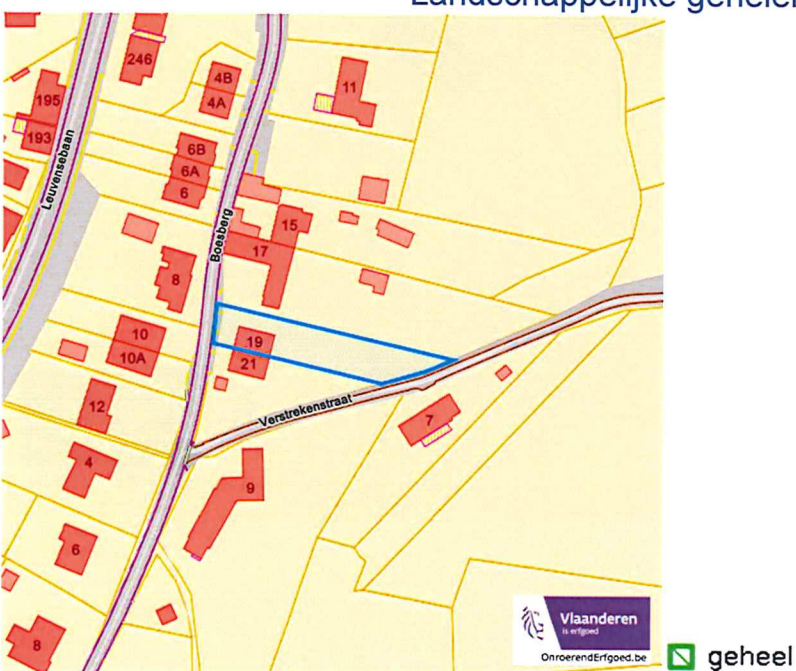 Landschappelijke gehelen
246
4B
4A
11
195
193
Leuvensebaan
6B
6A
6
Boesberg
15
17
8
10
10A
19
21
12
Verstrekenstraat
7
4
9
6
8
Vlaanderen
is erfgoed
OnroerendErfgoed.be
geheel